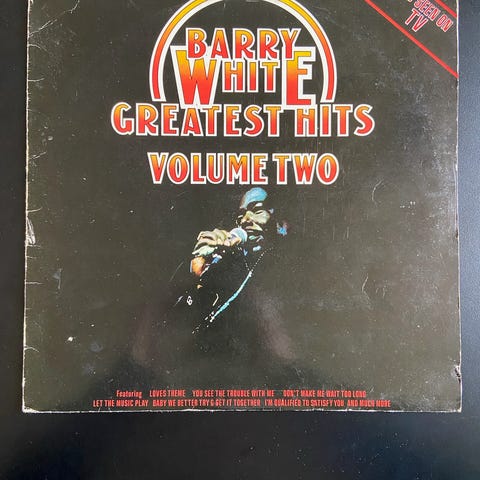 SEEN ON
TV
BARRY
WHITE
GREATEST HITS
VOLUME TWO
Featuring LOVES THEME YOU SEE THE TROUBLE WITH ME DON'T MAKE ME WAIT TOO LONG
LET THE MUSIC PLAY BABY WE BETTER TRY & GET IT TOGETHER I'M QUALIFIED TO SATISFY YOU AND MUCH MORE